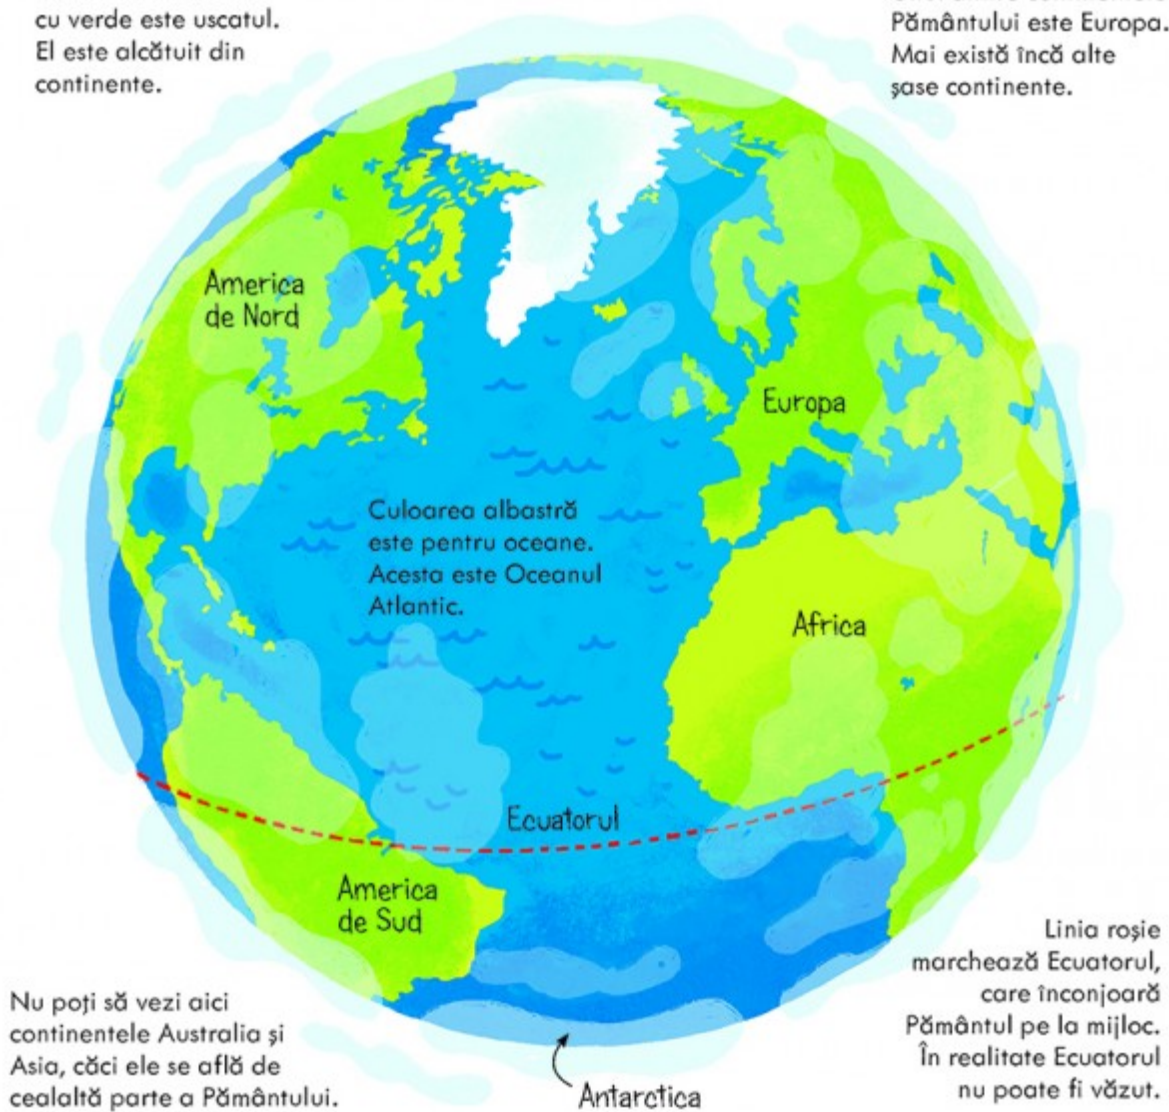 cu verde este uscatul.
El este alcătuit din
continente.
Pământului este Europa.
Mai există încă alte
șase continente.
America
de Nord
Europa
Culoarea albastră
este pentru oceane.
Acesta este Oceanul
Atlantic.
Africa
Ecuatorul
America
de Sud
Nu poți să vezi aici
continentele Australia și
Asia, căci ele se află de
cealaltă parte a Pământului.
Linia roșie
marchează Ecuatorul,
care înconjoară
Pământul pe la mijloc.
În realitate Ecuatorul
nu poate fi văzut.
Antarctica